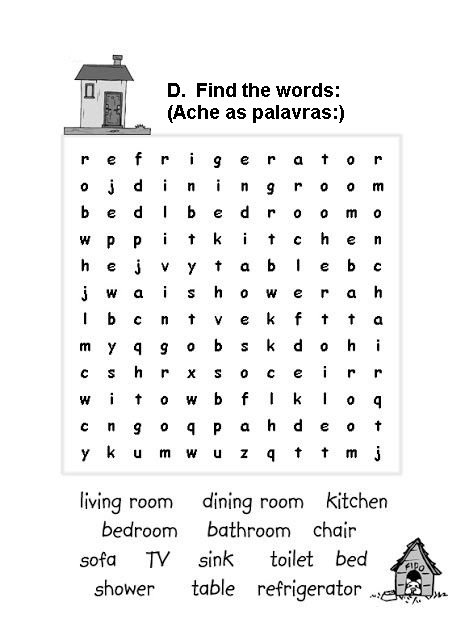 D. Find the words:
(Ache as palavras:)
r e f r i g e r a t o r
o j d i n i n g r o o m
b e d l b e d r o o m o
w p p i t k i t c h e n
h e j v y t a b l e b c
j w a i s h o w e r a h
l b c n t v e k f t t a
m y q g o b s k d o h i
c s h r x s o c e i r r
w i t o w b f l k l o q
c n g o q p a h d e o t
y k u m w u z q t t m j
living room dining room kitchen
bedroom bathroom chair
sofa TV sink toilet bed
shower table refrigerator
FIDO